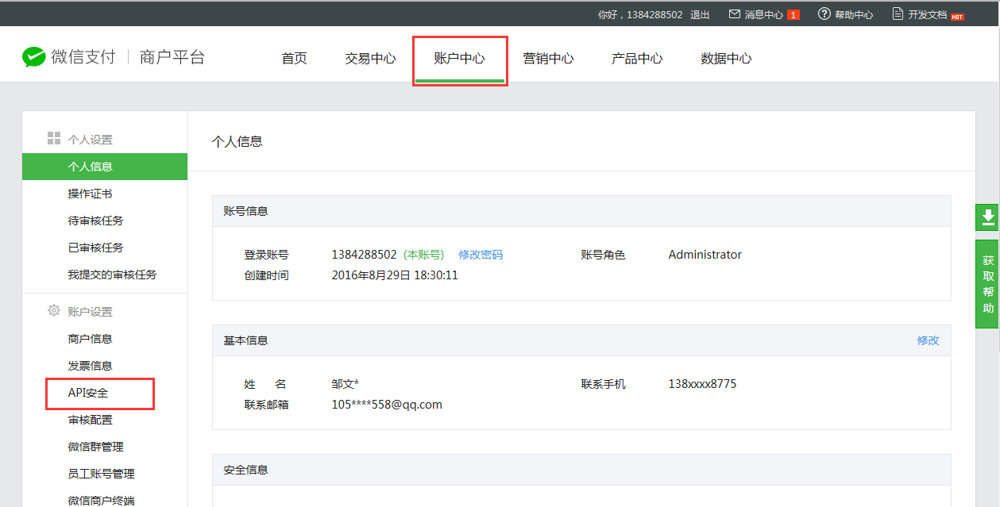 你好，1384288502 退出 消息中心 1 帮助中心 开发文档 HOT
微信支付 商户平台 首页 交易中心 账户中心 营销中心 产品中心 数据中心
个人设置
个人信息
操作证书
待审核任务
已审核任务
我提交的审核任务
账户设置
商户信息
发票信息
API安全
审核配置
微信群管理
员工账号管理
微信商户终端
个人信息
账号信息
登录账号 1384288502 (本账号) 修改密码 账号角色 Administrator
创建时间 2016年8月29日 18:30:11
基本信息 修改
姓 名 邹文* 联系手机 138xxxx8775
联系邮箱 105****558@qq.com
安全信息
获
取
帮
助